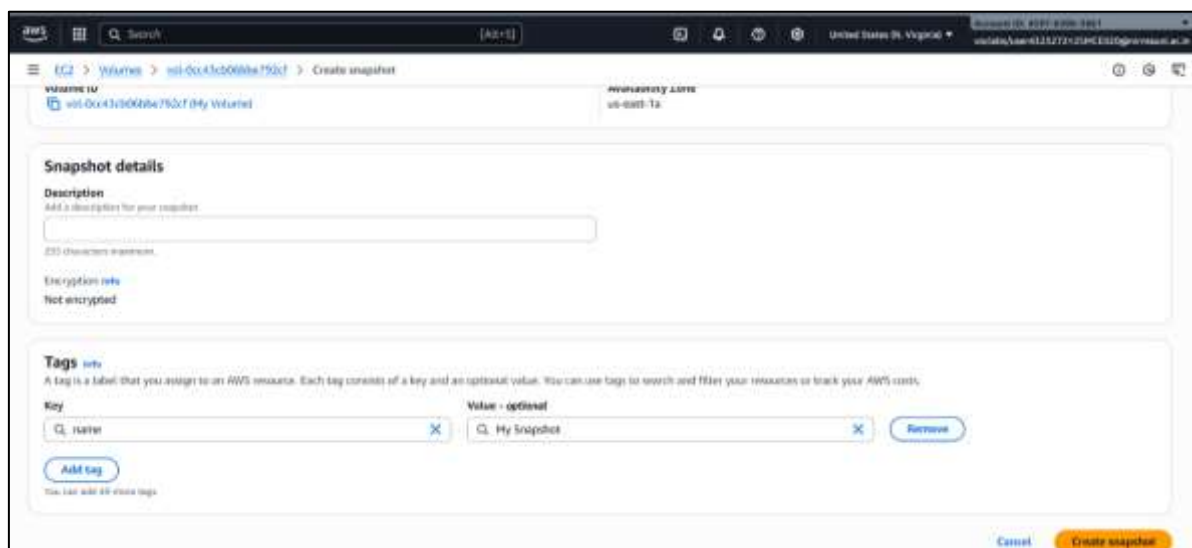 aws Search [Alt+S] United States (N. Virginia)
EC2 > Volumes > > Create snapshot
Volume ID Availability Zone
(My Volume) us-east-1a
Snapshot details
Description
Add a description for your snapshot
255 characters maximum.
Encryption Info
Not encrypted
Tags Info
A tag is a label that you assign to an AWS resource. Each tag consists of a key and an optional value. You can use tags to search and filter your resources or track your AWS costs.
Key Value - optional
name My Snapshot Remove
Add tag
You can add 49 more tags
Cancel Create snapshot